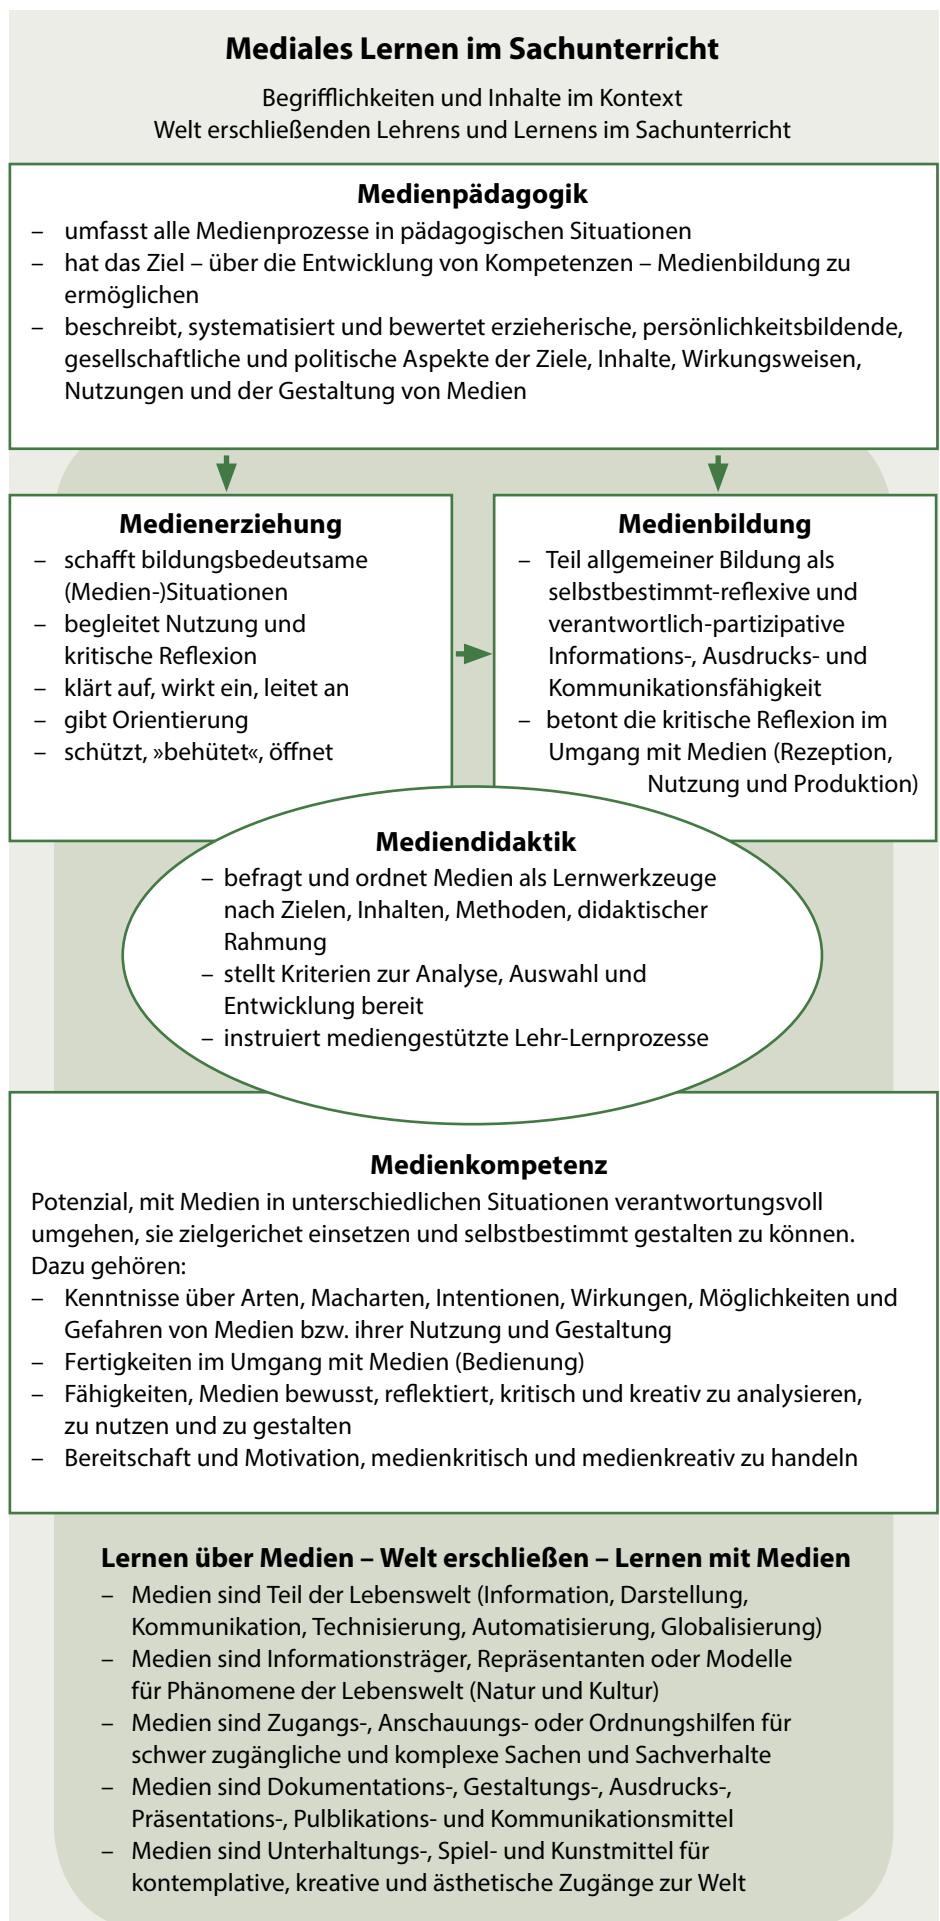 Mediales Lernen im Sachunterricht
Begrifflichkeiten und Inhalte im Kontext
Welt erschließenden Lehrens und Lernens im Sachunterricht
Medienpädagogik
– umfasst alle Medienprozesse in pädagogischen Situationen
– hat das Ziel – über die Entwicklung von Kompetenzen – Medienbildung zu
ermöglichen
– beschreibt, systematisiert und bewertet erzieherische, persönlichkeitsbildende,
gesellschaftliche und politische Aspekte der Ziele, Inhalte, Wirkungsweisen,
Nutzungen und der Gestaltung von Medien
Medienerziehung
– schafft bildungsbedeutsame
(Medien-)Situationen
– begleitet Nutzung und
kritische Reflexion
– klärt auf, wirkt ein, leitet an
– gibt Orientierung
– schützt, »behütet«, öffnet
Medienbildung
– Teil allgemeiner Bildung als
selbstbestimmt-reflexive und
verantwortlich-partizipative
Informations-, Ausdrucks- und
Kommunikationsfähigkeit
– betont die kritische Reflexion im
Umgang mit Medien (Rezeption,
Nutzung und Produktion)
Mediendidaktik
– befragt und ordnet Medien als Lernwerkzeuge
nach Zielen, Inhalten, Methoden, didaktischer
Rahmung
– stellt Kriterien zur Analyse, Auswahl und
Entwicklung bereit
– instruiert mediengestützte Lehr-Lernprozesse
Medienkompetenz
Potenzial, mit Medien in unterschiedlichen Situationen verantwortungsvoll
umgehen, sie zielgerichet einsetzen und selbstbestimmt gestalten zu können.
Dazu gehören:
– Kenntnisse über Arten, Macharten, Intentionen, Wirkungen, Möglichkeiten und
Gefahren von Medien bzw. ihrer Nutzung und Gestaltung
– Fertigkeiten im Umgang mit Medien (Bedienung)
– Fähigkeiten, Medien bewusst, reflektiert, kritisch und kreativ zu analysieren,
zu nutzen und zu gestalten
– Bereitschaft und Motivation, medienkritisch und medienkreativ zu handeln
Lernen über Medien – Welt erschließen – Lernen mit Medien
– Medien sind Teil der Lebenswelt (Information, Darstellung,
Kommunikation, Technisierung, Automatisierung, Globalisierung)
– Medien sind Informationsträger, Repräsentanten oder Modelle
für Phänomene der Lebenswelt (Natur und Kultur)
– Medien sind Zugangs-, Anschauungs- oder Ordnungshilfen für
schwer zugängliche und komplexe Sachen und Sachverhalte
– Medien sind Dokumentations-, Gestaltungs-, Ausdrucks-,
Präsentations-, Pulblikations- und Kommunikationsmittel
– Medien sind Unterhaltungs-, Spiel- und Kunstmittel für
kontemplative, kreative und ästhetische Zugänge zur Welt